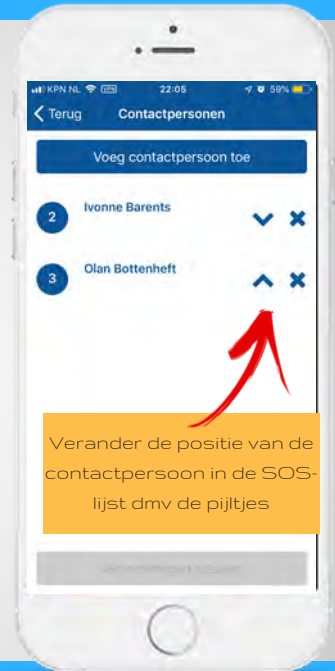 KPN NL VPN 22:05 59%
Terug Contactpersonen
Voeg contactpersoon toe
2 Ivonne Barents
3 Olan Bottenheft
Verander de positie van de
contactpersoon in de SOS-
lijst dmv de pijltjes